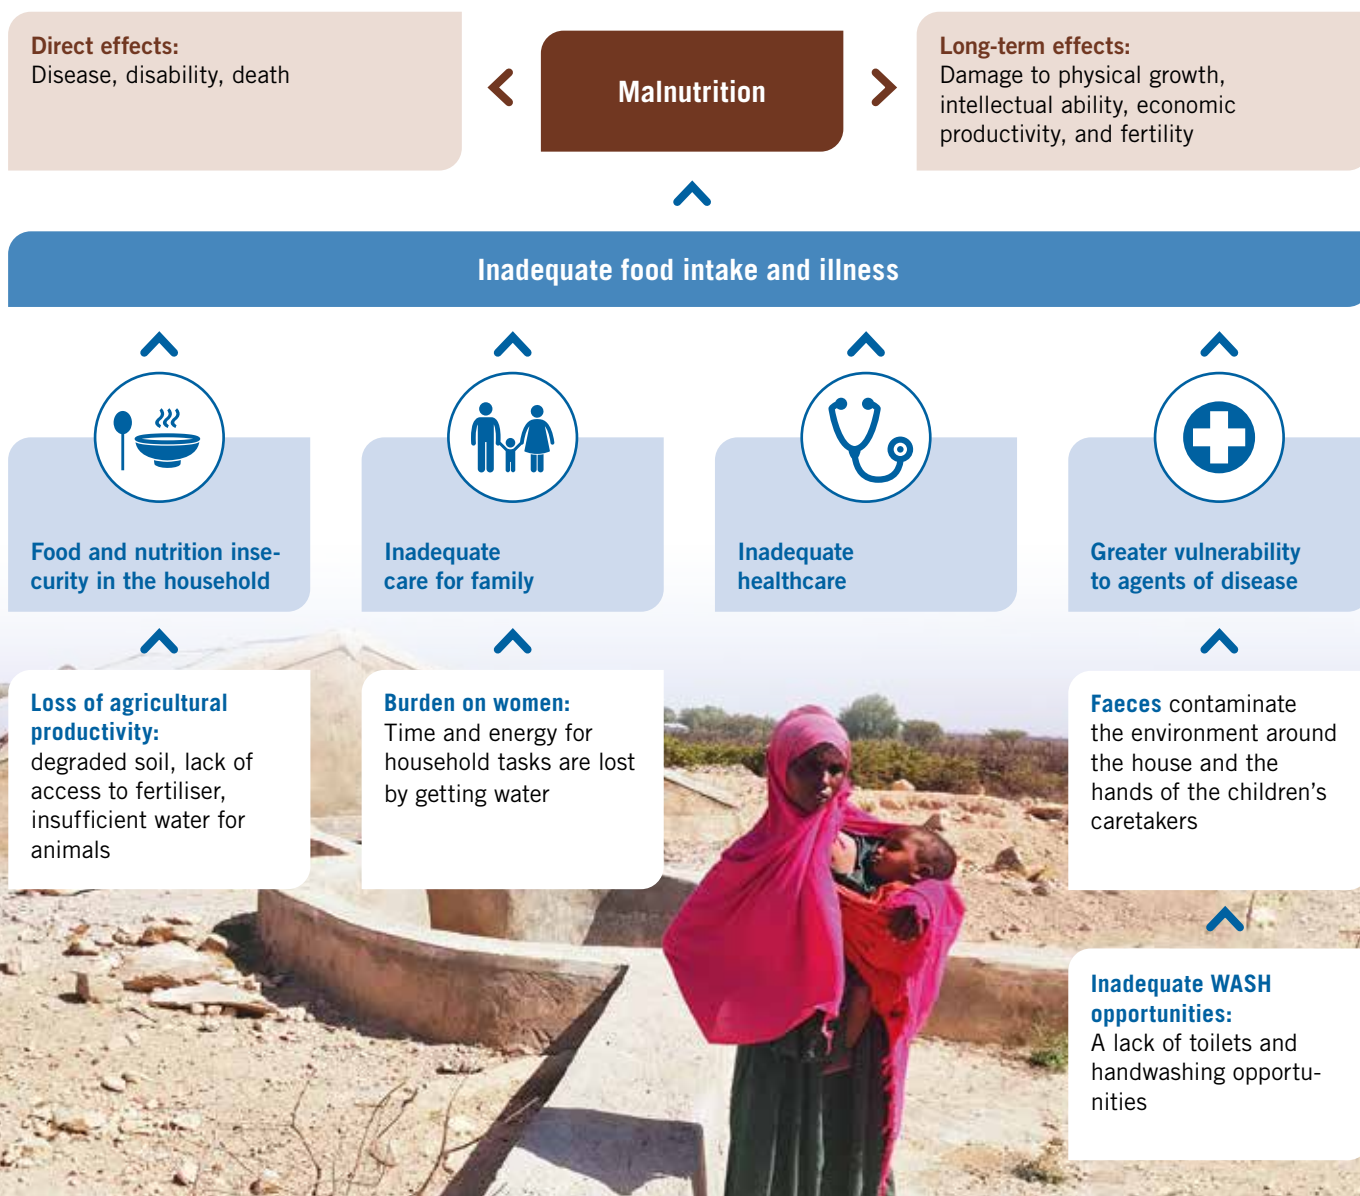 Direct effects:
Disease, disability, death
Malnutrition
Long-term effects:
Damage to physical growth,
intellectual ability, economic
productivity, and fertility
Inadequate food intake and illness
Food and nutrition inse-
curity in the household
Inadequate
care for family
Inadequate
healthcare
Greater vulnerability
to agents of disease
Loss of agricultural
productivity:
degraded soil, lack of
access to fertiliser,
insufficient water for
animals
Burden on women:
Time and energy for
household tasks are lost
by getting water
Faeces contaminate
the environment around
the house and the
hands of the children’s
caretakers
Inadequate WASH
opportunities:
A lack of toilets and
handwashing opportu-
nities